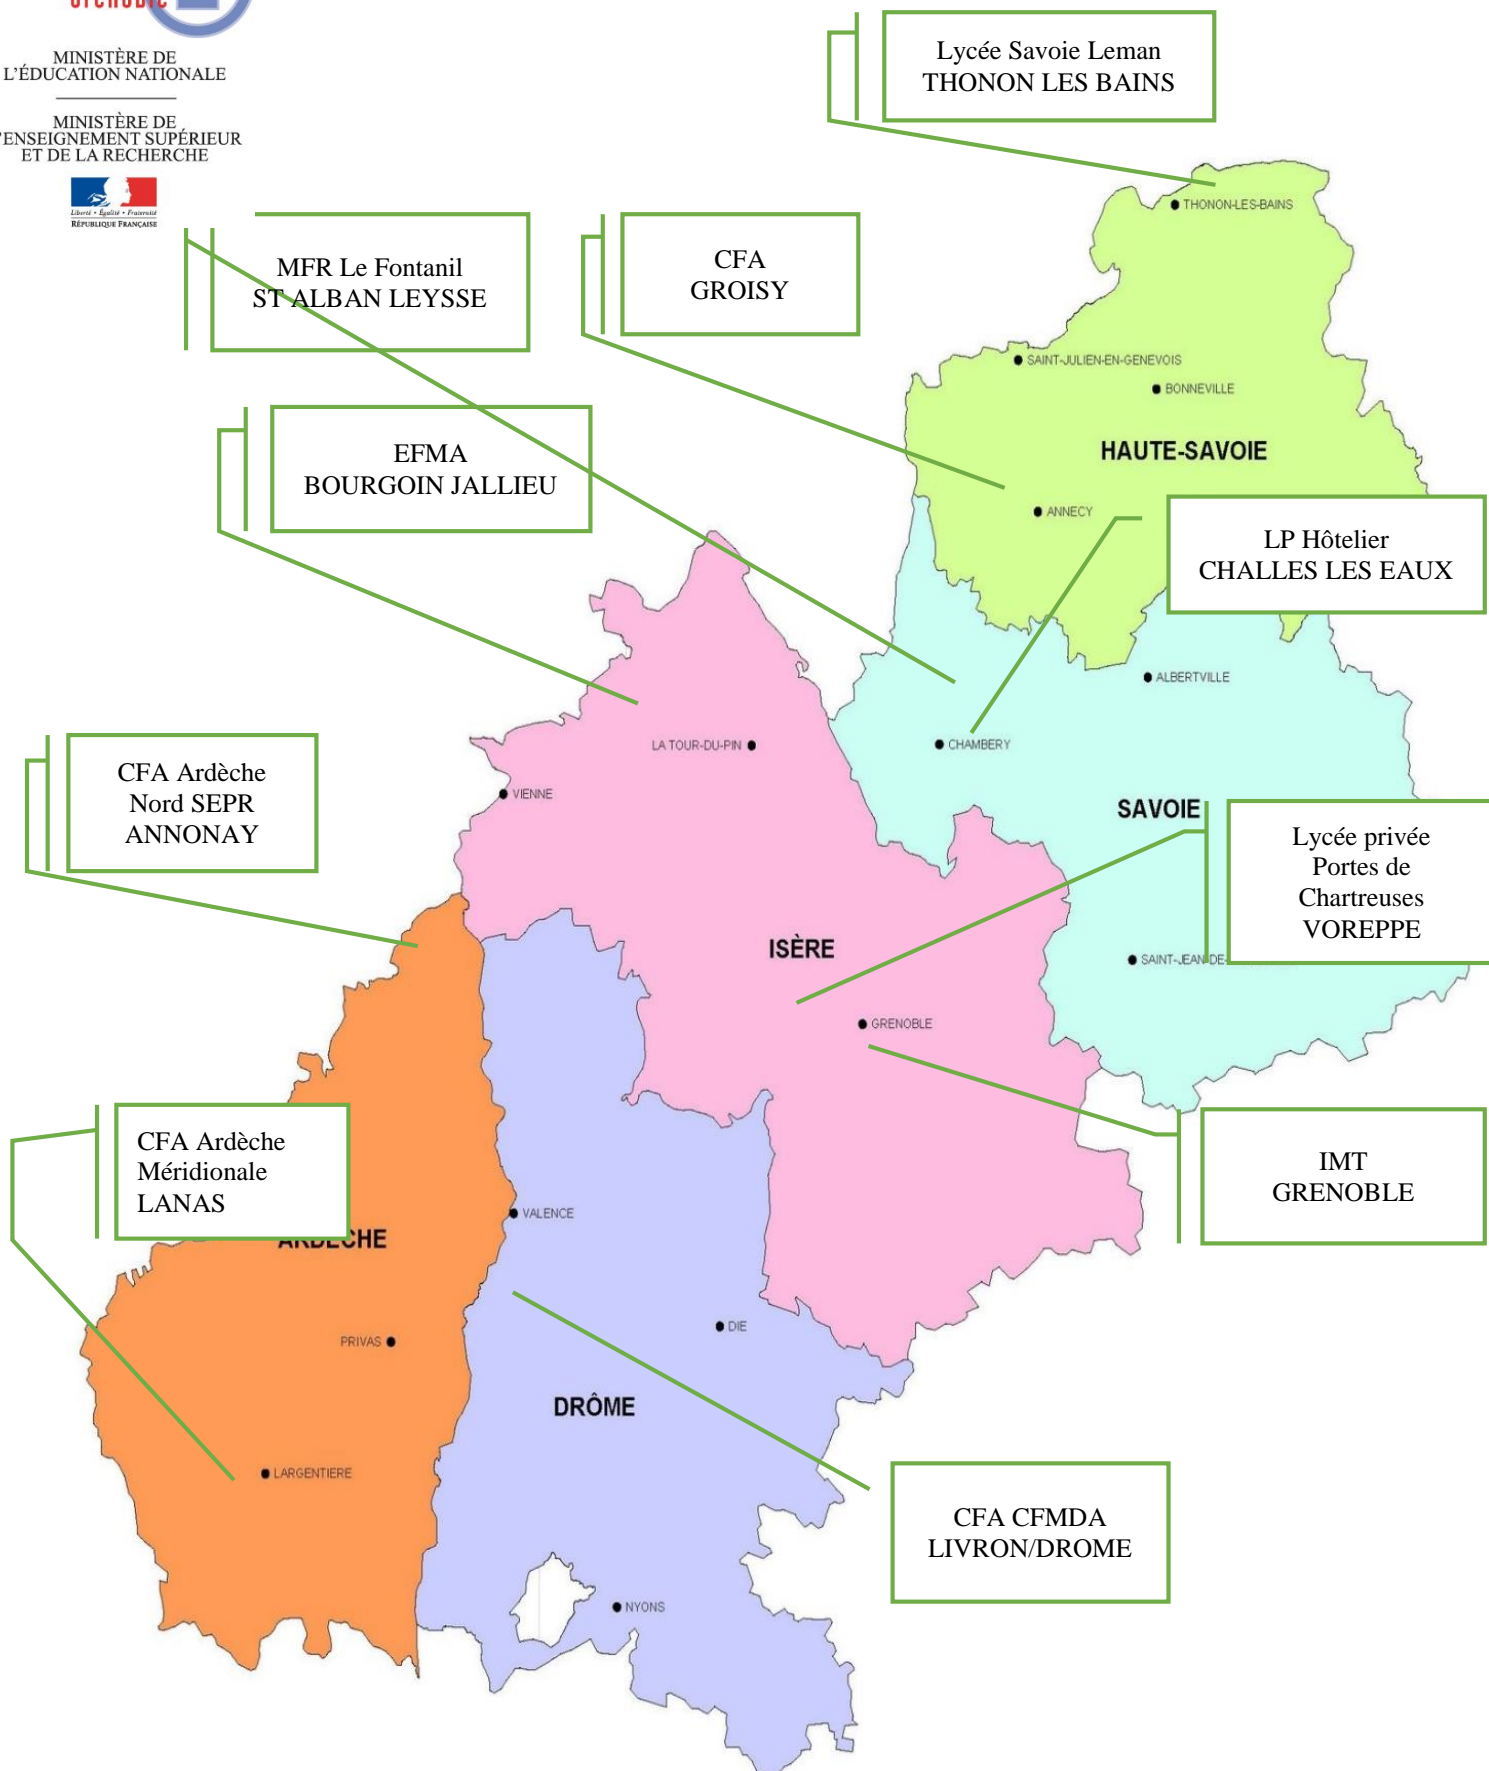 MINISTÈRE DE
L'ÉDUCATION NATIONALE
MINISTÈRE DE
'ENSEIGNEMENT SUPÉRIEUR
ET DE LA RECHERCHE
Liberté • Égalité • Fraternité
RÉPUBLIQUE FRANÇAISE
Lycée Savoie Leman
THONON LES BAINS
THONON-LES-BAINS
MFR Le Fontanil
ST ALBAN LEYSSE
CFA
GROISY
SAINT-JULIEN-EN-GENEVOIS
BONNEVILLE
HAUTE-SAVOIE
EFMA
BOURGOIN JALLIEU
ANNECY
LP Hôtelier
CHALLES LES EAUX
ALBERTVILLE
LA TOUR-DU-PIN
CHAMBERY
CFA Ardèche
Nord SEPR
ANNONAY
VIENNE
SAVOIE
Lycée privée
Portes de
Chartreuses
VOREPPE
ISÈRE
SAINT-JEAN-DE-
GRENOBLE
CFA Ardèche
Méridionale
LANAS
IMT
GRENOBLE
VALENCE
ARDÈCHE
DIE
PRIVAS
DRÔME
LARGENTIERE
CFA CFMDA
LIVRON/DROME
NYONS